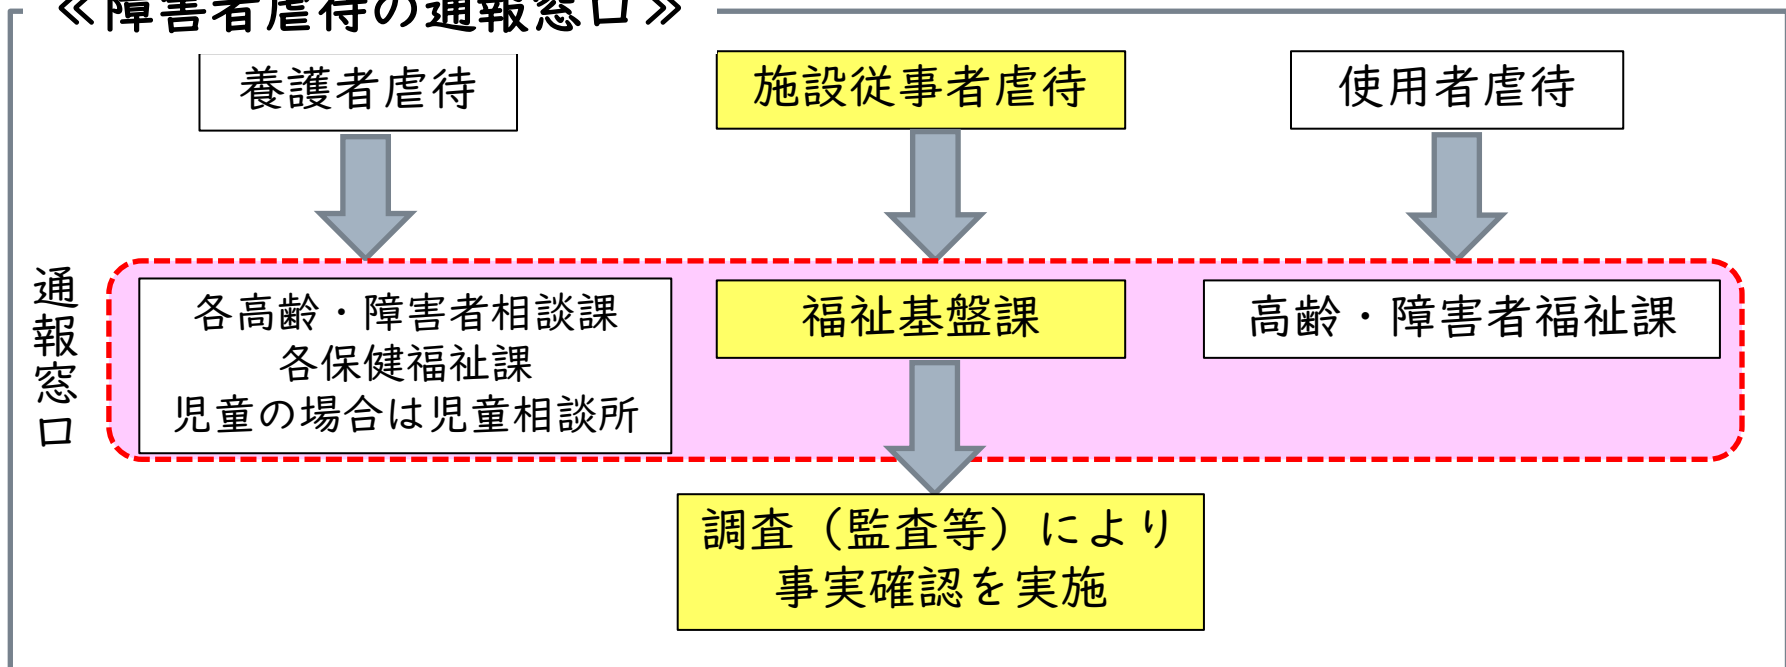 ≪障害者虐待の通報窓口≫
養護者虐待
施設従事者虐待
使用者虐待
通報窓口
各高齢・障害者相談課
各保健福祉課
児童の場合は児童相談所
福祉基盤課
高齢・障害者福祉課
調査（監査等）により
事実確認を実施